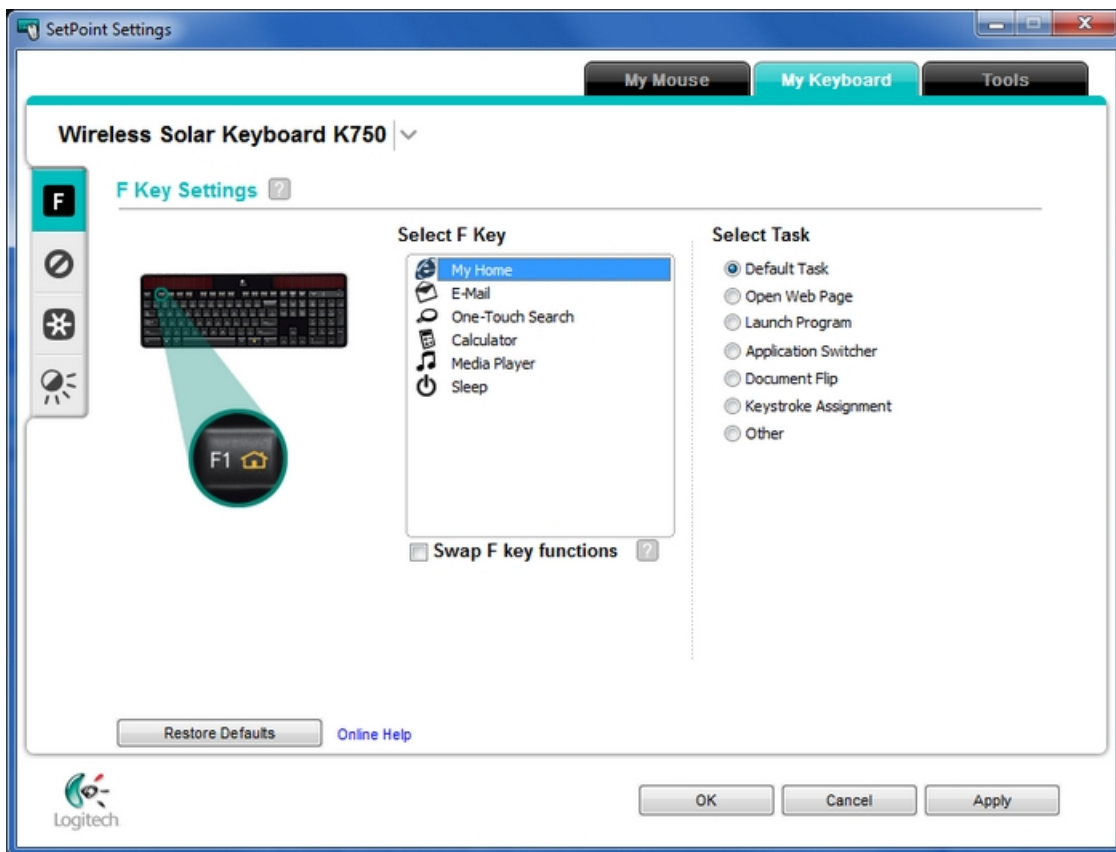 SetPoint Settings
My Mouse
My Keyboard
Tools
Wireless Solar Keyboard K750
F
F Key Settings ?
Select F Key
My Home
E-Mail
One-Touch Search
Calculator
Media Player
Sleep
Swap F key functions ?
F1
Select Task
Default Task
Open Web Page
Launch Program
Application Switcher
Document Flip
Keystroke Assignment
Other
Restore Defaults
Online Help
Logitech
OK
Cancel
Apply